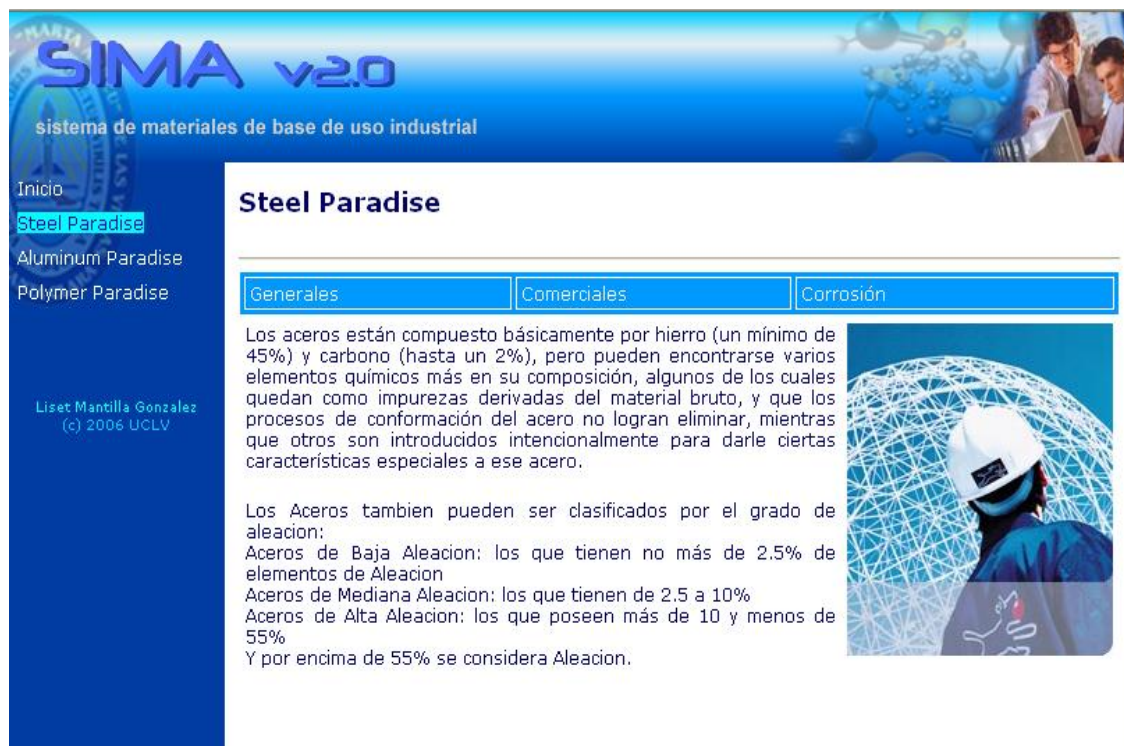 SIMA v2.0
sistema de materiales de base de uso industrial
Inicio
Steel Paradise
Aluminum Paradise
Polymer Paradise
Liset Mantilla Gonzalez
(c) 2006 UCLV
Steel Paradise
Generales Comerciales Corrosión
Los aceros están compuesto básicamente por hierro (un mínimo de
45%) y carbono (hasta un 2%), pero pueden encontrarse varios
elementos químicos más en su composición, algunos de los cuales
quedan como impurezas derivadas del material bruto, y que los
procesos de conformación del acero no logran eliminar, mientras
que otros son introducidos intencionalmente para darle ciertas
características especiales a ese acero.
Los Aceros tambien pueden ser clasificados por el grado de
aleacion:
Aceros de Baja Aleacion: los que tienen no más de 2.5% de
elementos de Aleacion
Aceros de Mediana Aleacion: los que tienen de 2.5 a 10%
Aceros de Alta Aleacion: los que poseen más de 10 y menos de
55%
Y por encima de 55% se considera Aleacion.